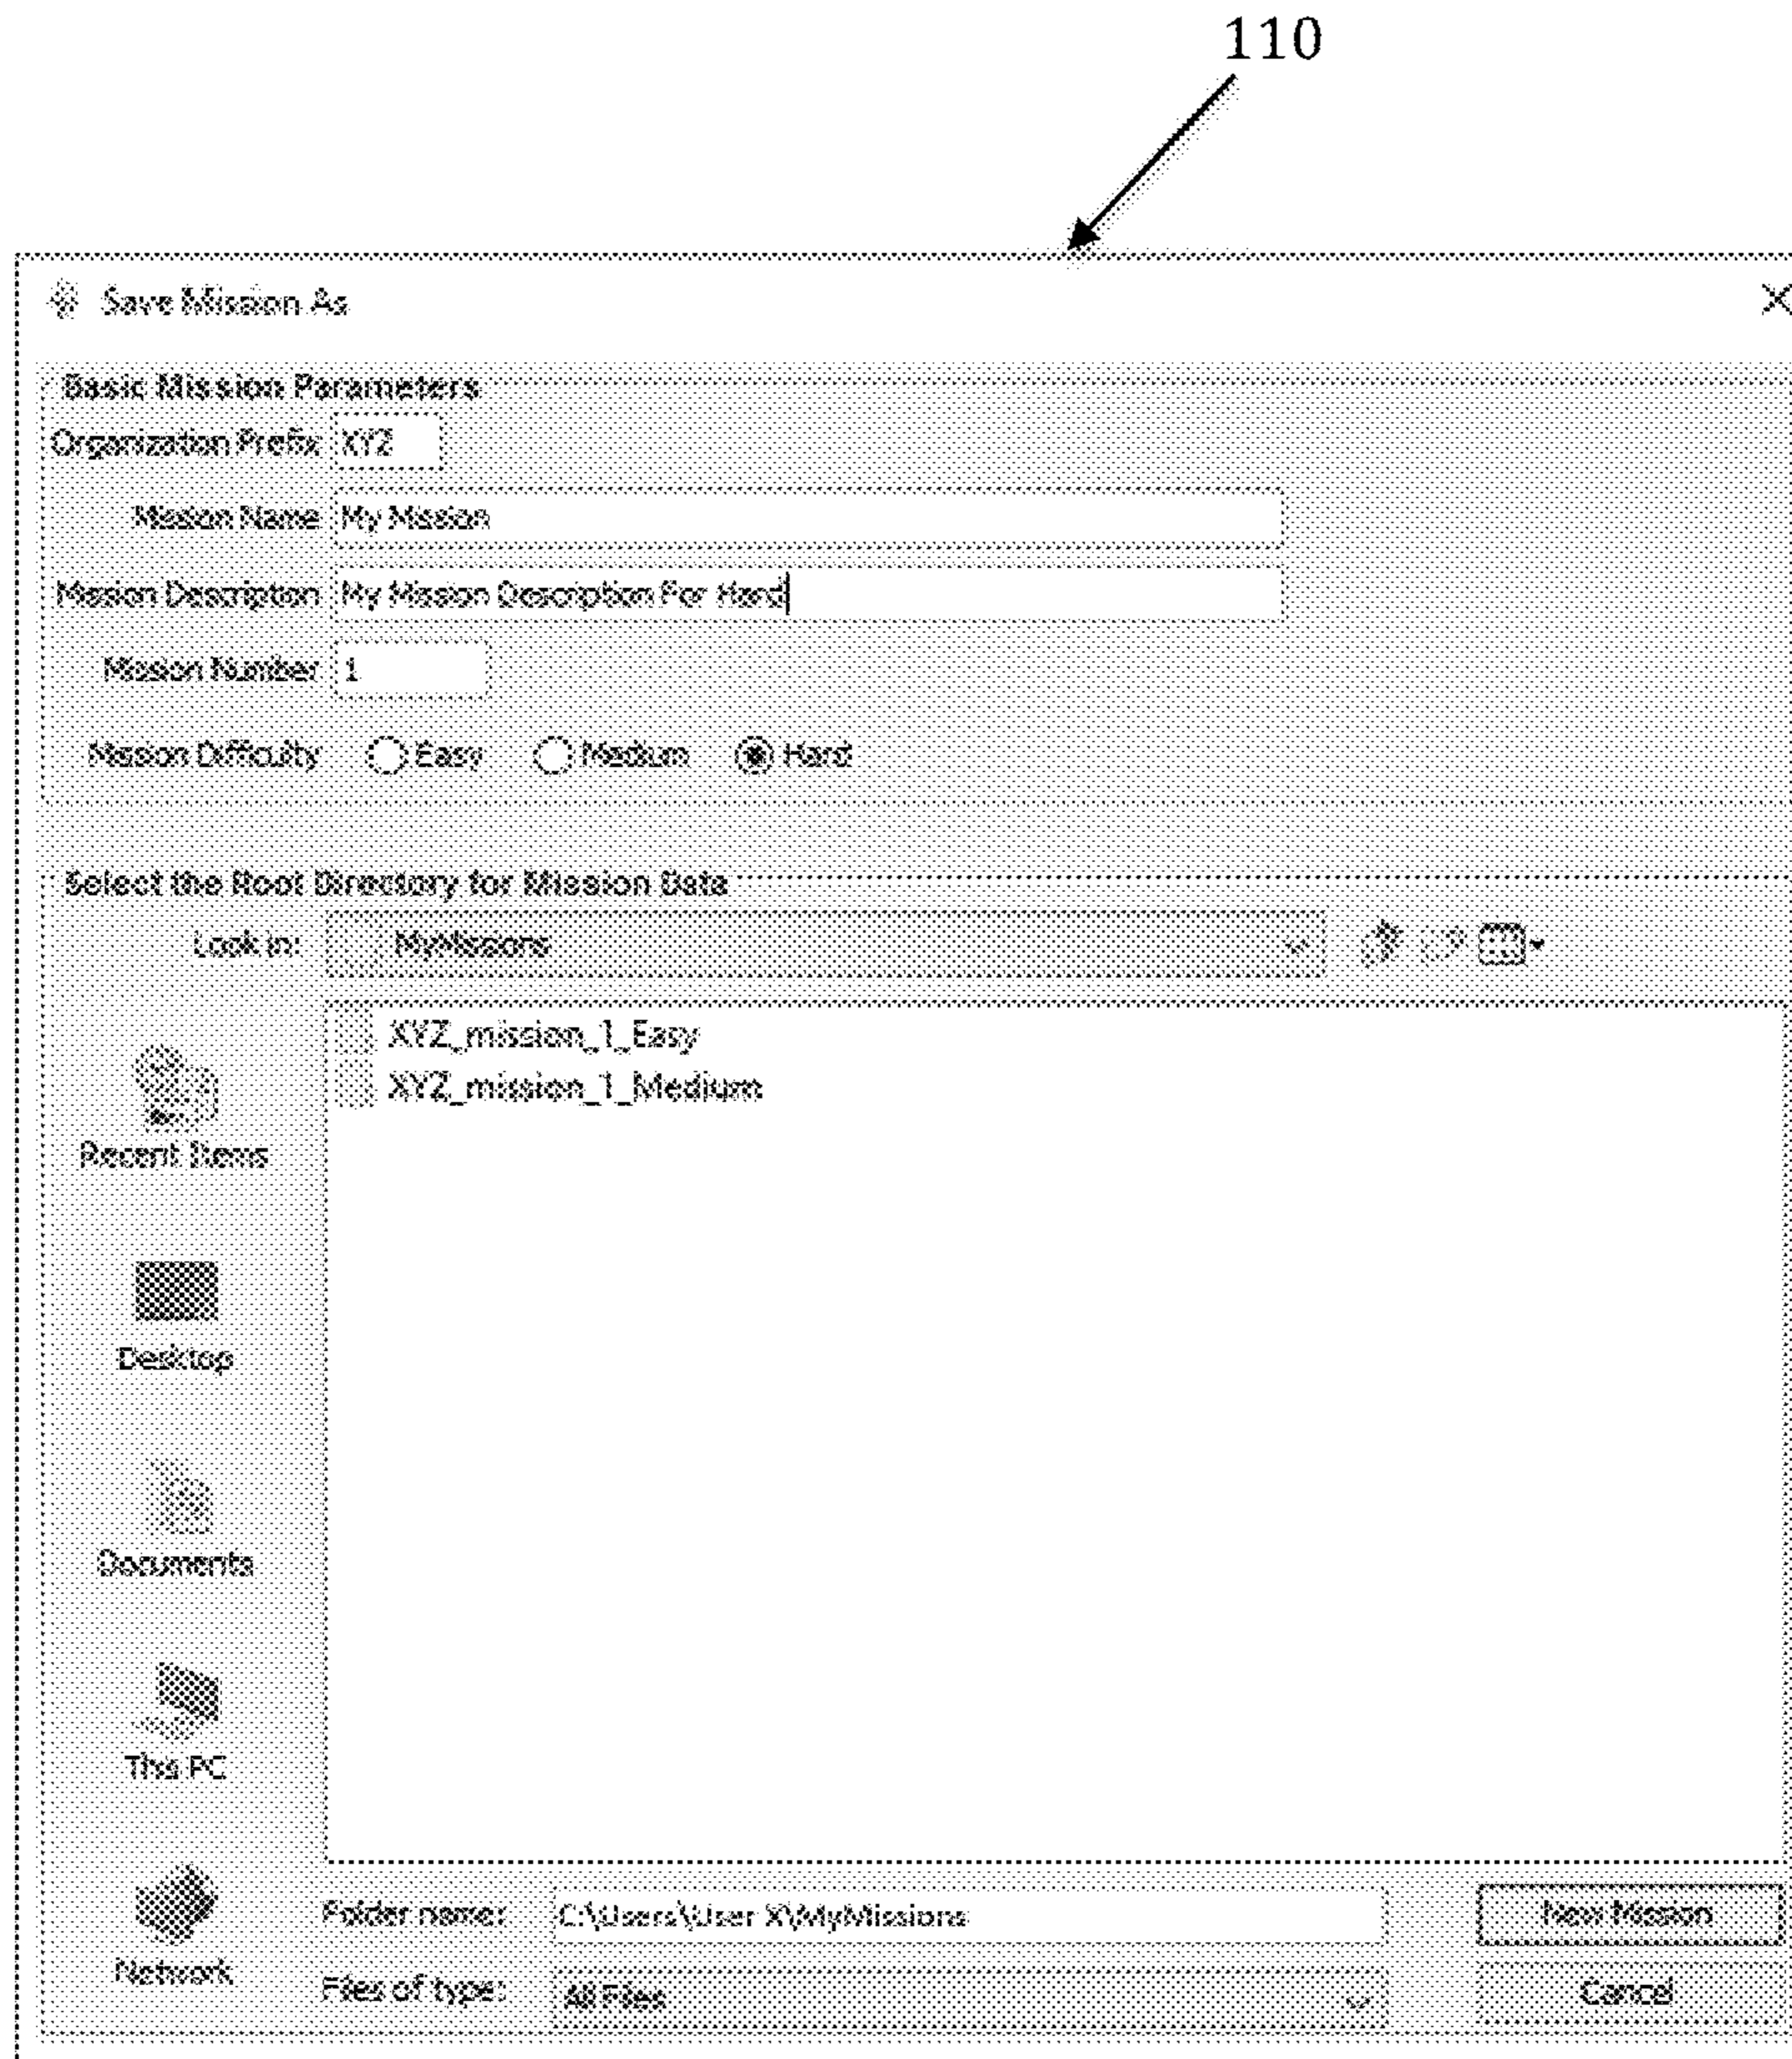 110
Save Mission As
Basic Mission Parameters
Organization Prefix XYZ
Mission Name My Mission
Mission Description My Mission Description For Hard
Mission Number 1
Mission Difficulty Easy Medium Hard
Select the Root Directory for Mission Data
Look in: MyMissions
XYZ_mission_1_Easy
XYZ_mission_1_Medium
Recent Items
Desktop
Documents
This PC
Network
Folder name: C:\Users\User X\MyMissions New Mission
Files of type: All Files Cancel